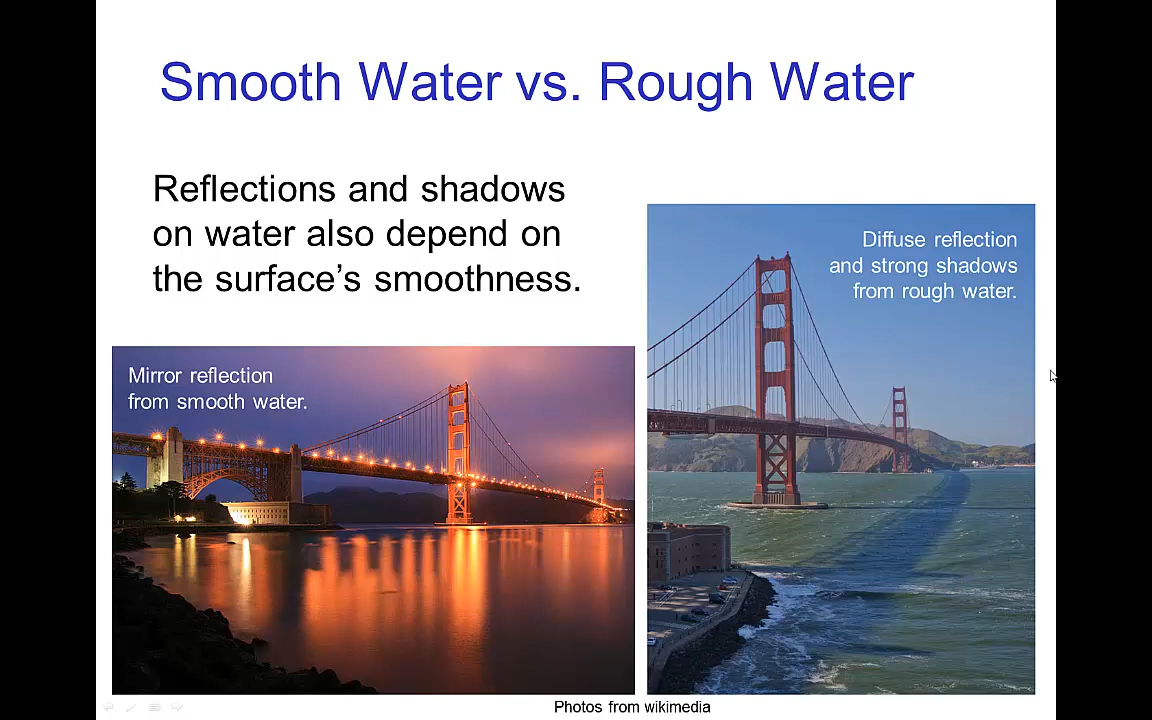 Smooth Water vs. Rough Water
Reflections and shadows
on water also depend on
the surface’s smoothness.
Diffuse reflection
and strong shadows
from rough water.
Mirror reflection
from smooth water.
Photos from wikimedia